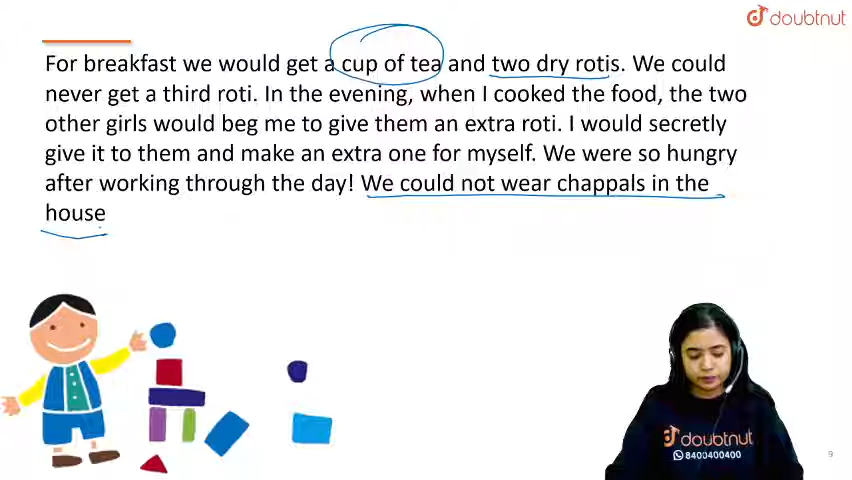 doubtnut
For breakfast we would get a cup of tea and two dry rotis. We could
never get a third roti. In the evening, when I cooked the food, the two
other girls would beg me to give them an extra roti. I would secretly
give it to them and make an extra one for myself. We were so hungry
after working through the day! We could not wear chappals in the
house
doubtnut
8400400400
9